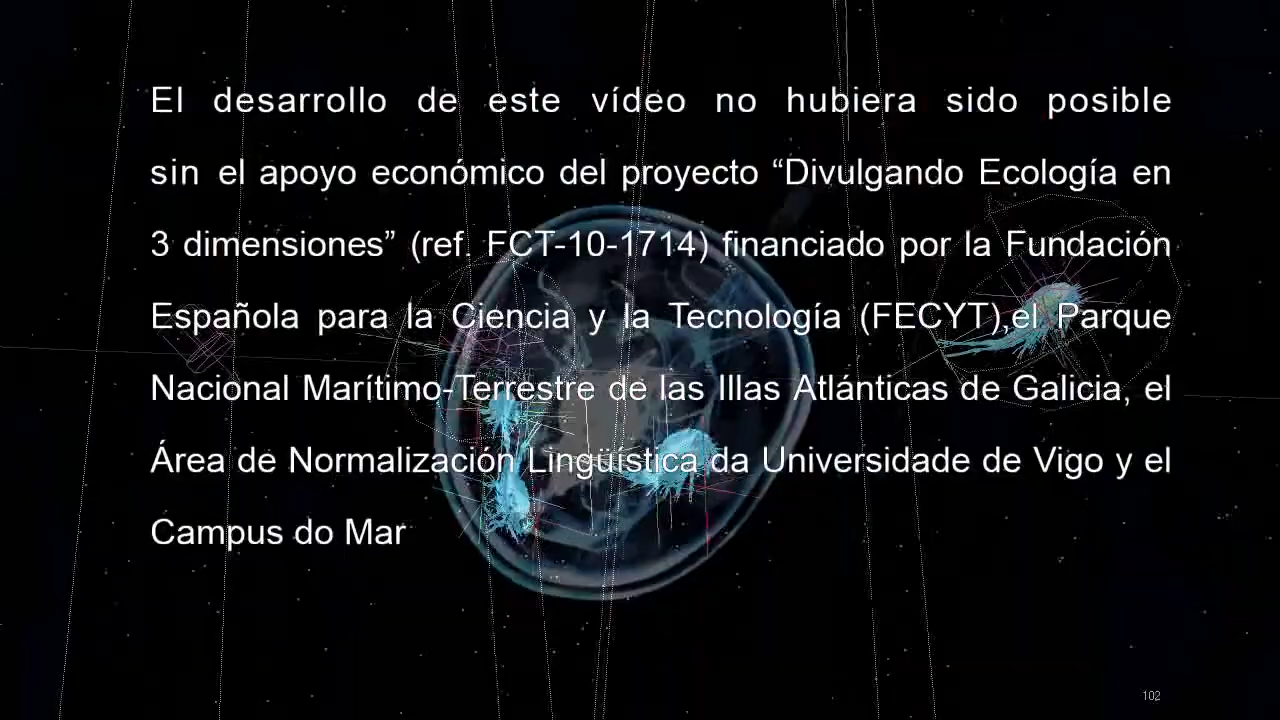 El desarrollo de este vídeo no hubiera sido posible
sin el apoyo económico del proyecto “Divulgando Ecología en
3 dimensiones” (ref. FCT-10-1714) financiado por la Fundación
Española para la Ciencia y la Tecnología (FECYT),el Parque
Nacional Marítimo-Terrestre de las Illas Atlánticas de Galicia, el
Área de Normalización Lingüística da Universidade de Vigo y el
Campus do Mar
102